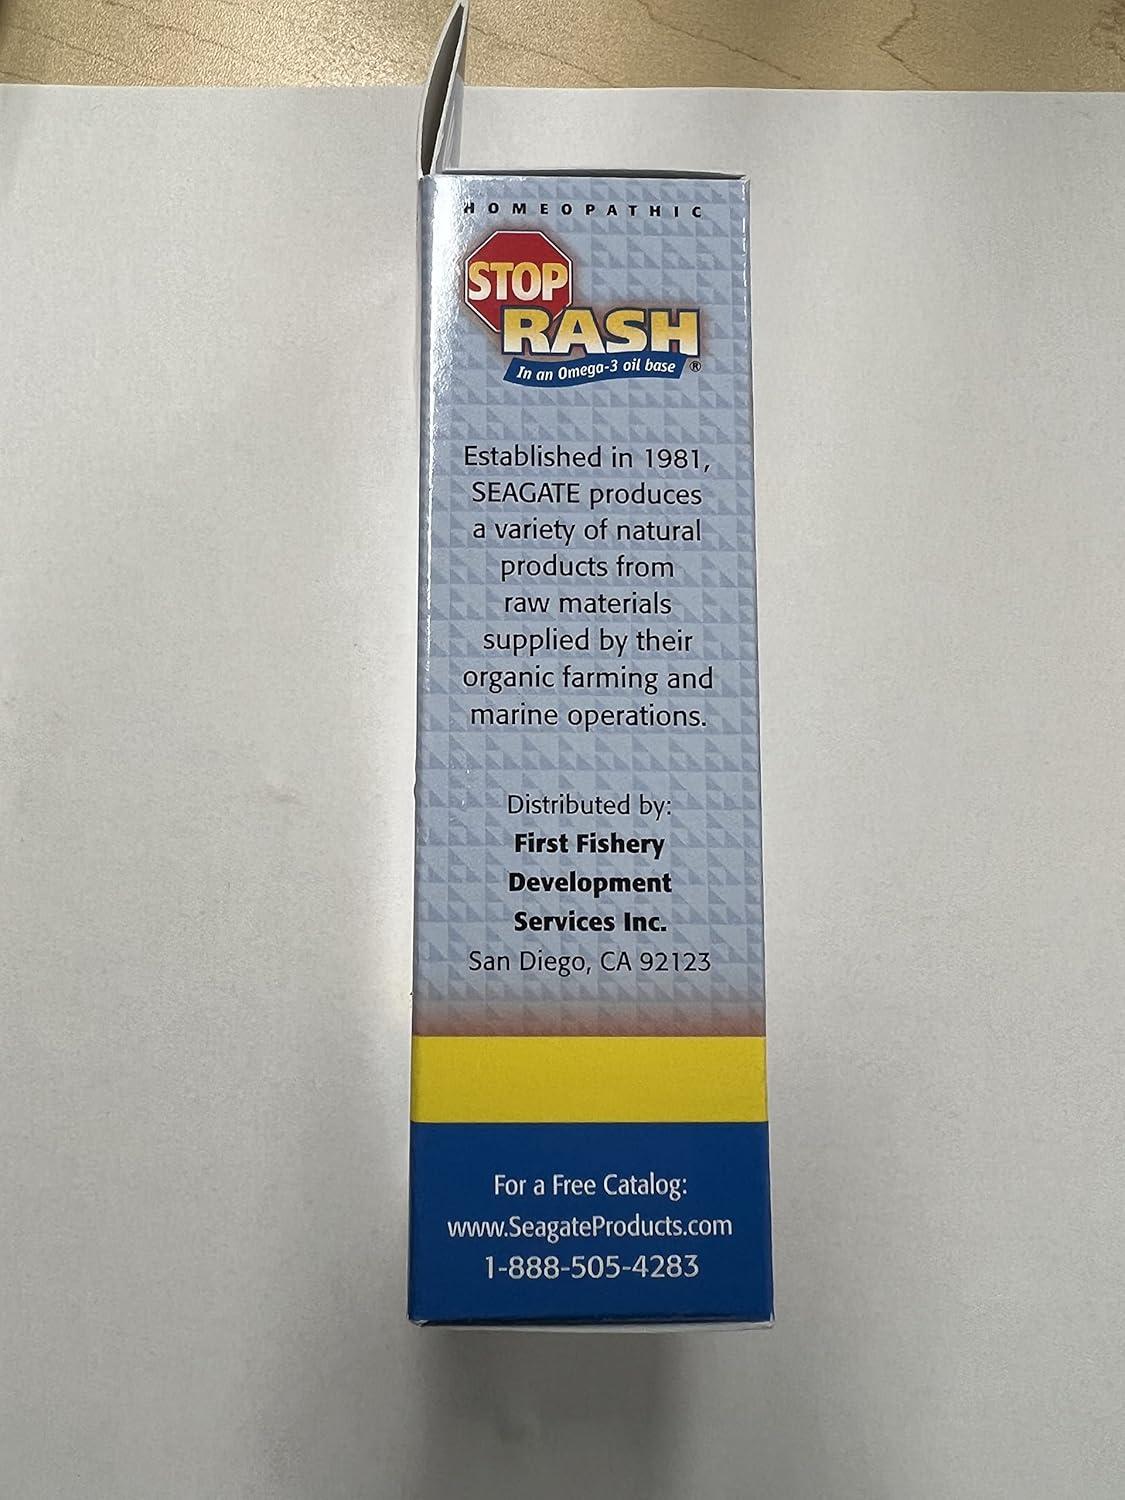 HOMEOPATHIC
STOP
RASH
In an Omega-3 oil base ®
Established in 1981,
SEAGATE produces
a variety of natural
products from
raw materials
supplied by their
organic farming and
marine operations.
Distributed by:
First Fishery
Development
Services Inc.
San Diego, CA 92123
For a Free Catalog:
www.SeagateProducts.com
1-888-505-4283